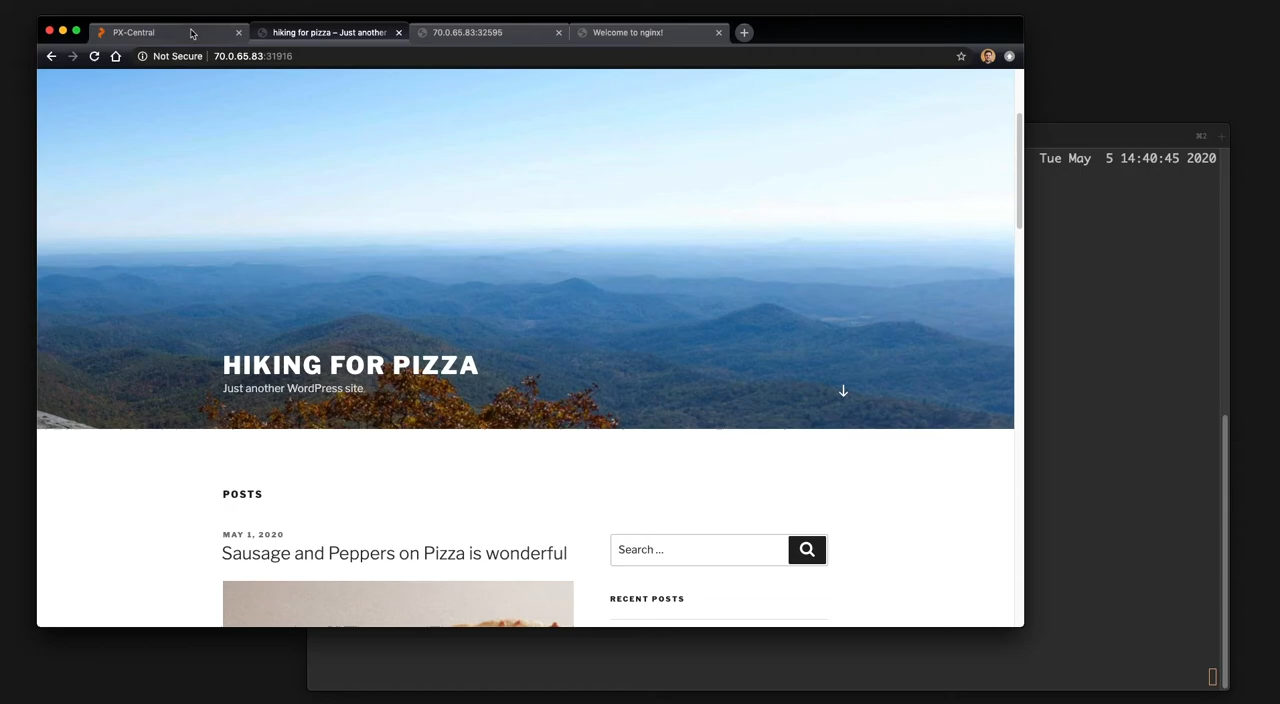 PX-Central
hiking for pizza – Just another
70.0.65.83:32595
Welcome to nginx!
Not Secure
70.0.65.83:31916
⌘2
Tue May 5 14:40:45 2020
HIKING FOR PIZZA
Just another WordPress site
POSTS
MAY 1, 2020
Sausage and Peppers on Pizza is wonderful
Search ...
RECENT POSTS